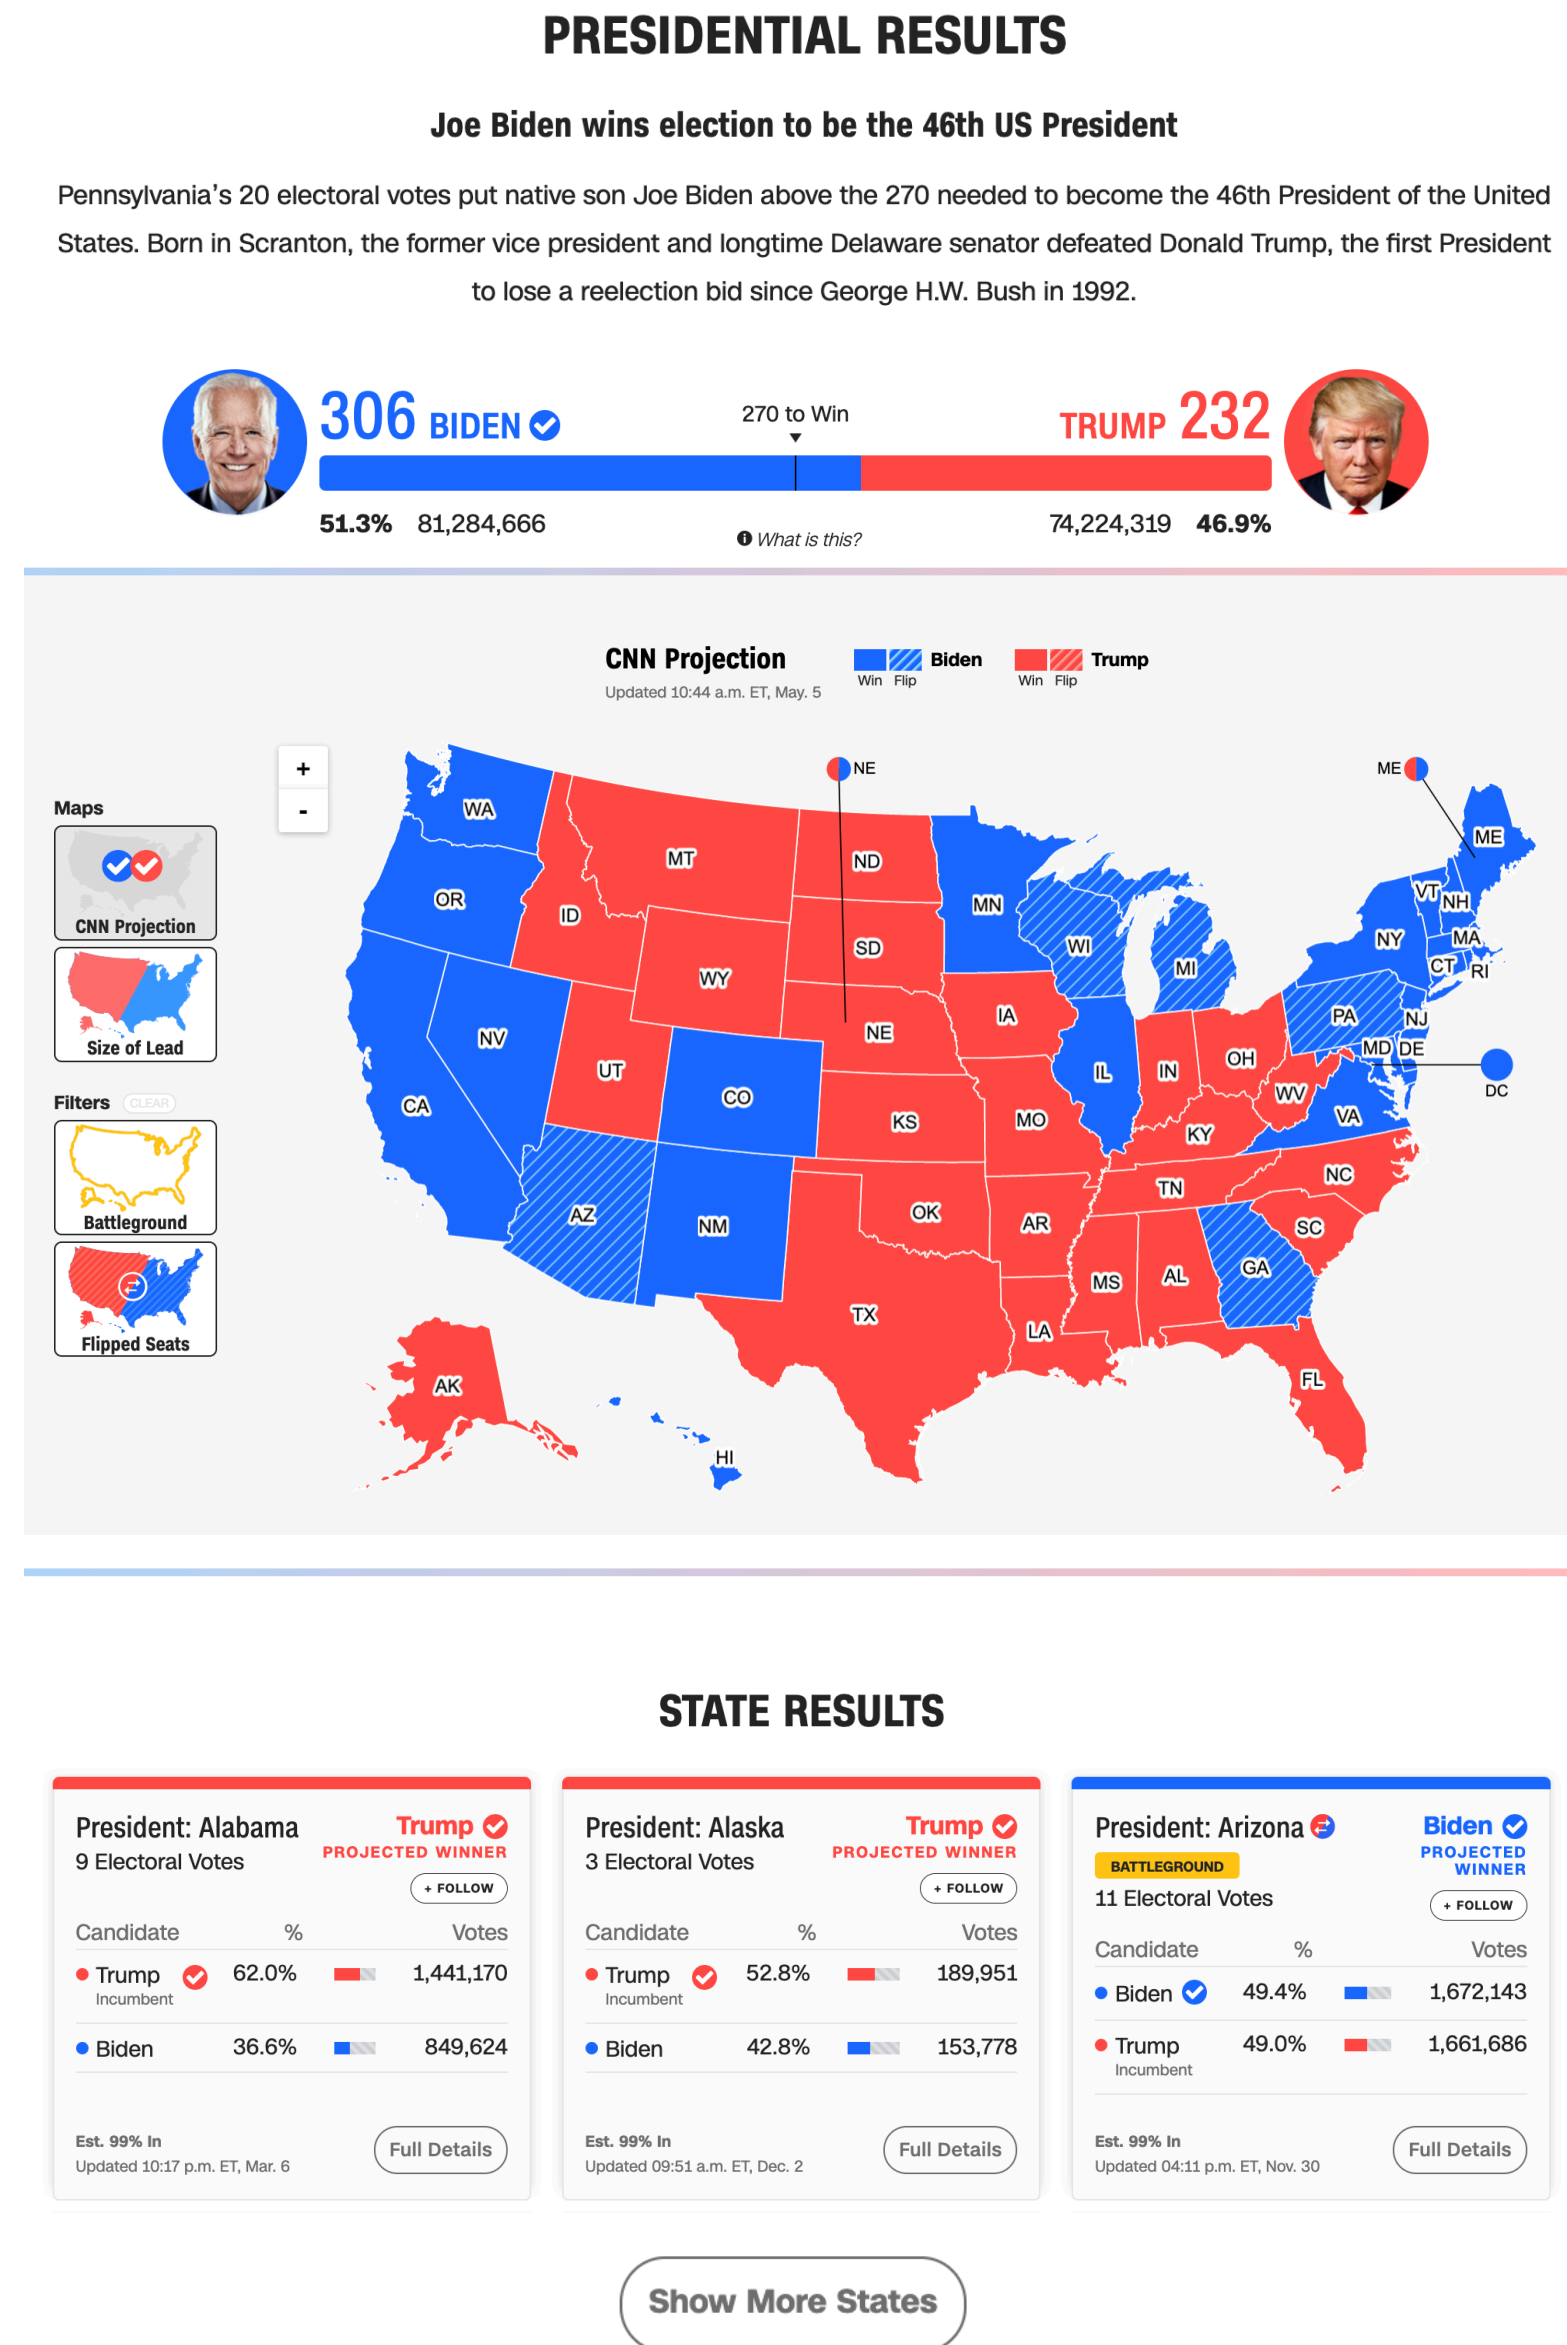 PRESIDENTIAL RESULTS
Joe Biden wins election to be the 46th US President
Pennsylvania's 20 electoral votes put native son Joe Biden above the 270 needed to become the 46th President of the United
States. Born in Scranton, the former vice president and longtime Delaware senator defeated Donald Trump, the first President
to lose a reelection bid since George H.W. Bush in 1992.
306 BIDEN
270 to Win
TRUMP 232
51.3% 81,284,666
What is this?
74,224,319 46.9%
CNN Projection
Updated 10:44 a.m. ET, May. 5
Win Flip Biden
Win Flip Trump
+
-
Maps
CNN Projection
Size of Lead
Filters CLEAR
Battleground
Flipped Seats
NE
ME
WA
MT
ND
MN
ME
OR
ID
SD
WI
MI
VT
NH
NY
MA
CT
RI
WY
NV
NE
IA
PA
NJ
UT
CO
IL
IN
OH
MD
DE
DC
CA
KS
MO
WV
VA
KY
AZ
NM
OK
AR
TN
NC
SC
TX
LA
MS
AL
GA
FL
AK
HI
STATE RESULTS
President: Alabama
9 Electoral Votes
Trump
PROJECTED WINNER
+ FOLLOW
Candidate % Votes
Trump 62.0% 1,441,170
Incumbent
Biden 36.6% 849,624
Est. 99% In
Updated 10:17 p.m. ET, Mar. 6
Full Details
President: Alaska
3 Electoral Votes
Trump
PROJECTED WINNER
+ FOLLOW
Candidate % Votes
Trump 52.8% 189,951
Incumbent
Biden 42.8% 153,778
Est. 99% In
Updated 09:51 a.m. ET, Dec. 2
Full Details
President: Arizona
BATTLEGROUND
11 Electoral Votes
Biden
PROJECTED
WINNER
+ FOLLOW
Candidate % Votes
Biden 49.4% 1,672,143
Trump 49.0% 1,661,686
Incumbent
Est. 99% In
Updated 04:11 p.m. ET, Nov. 30
Full Details
Show More States